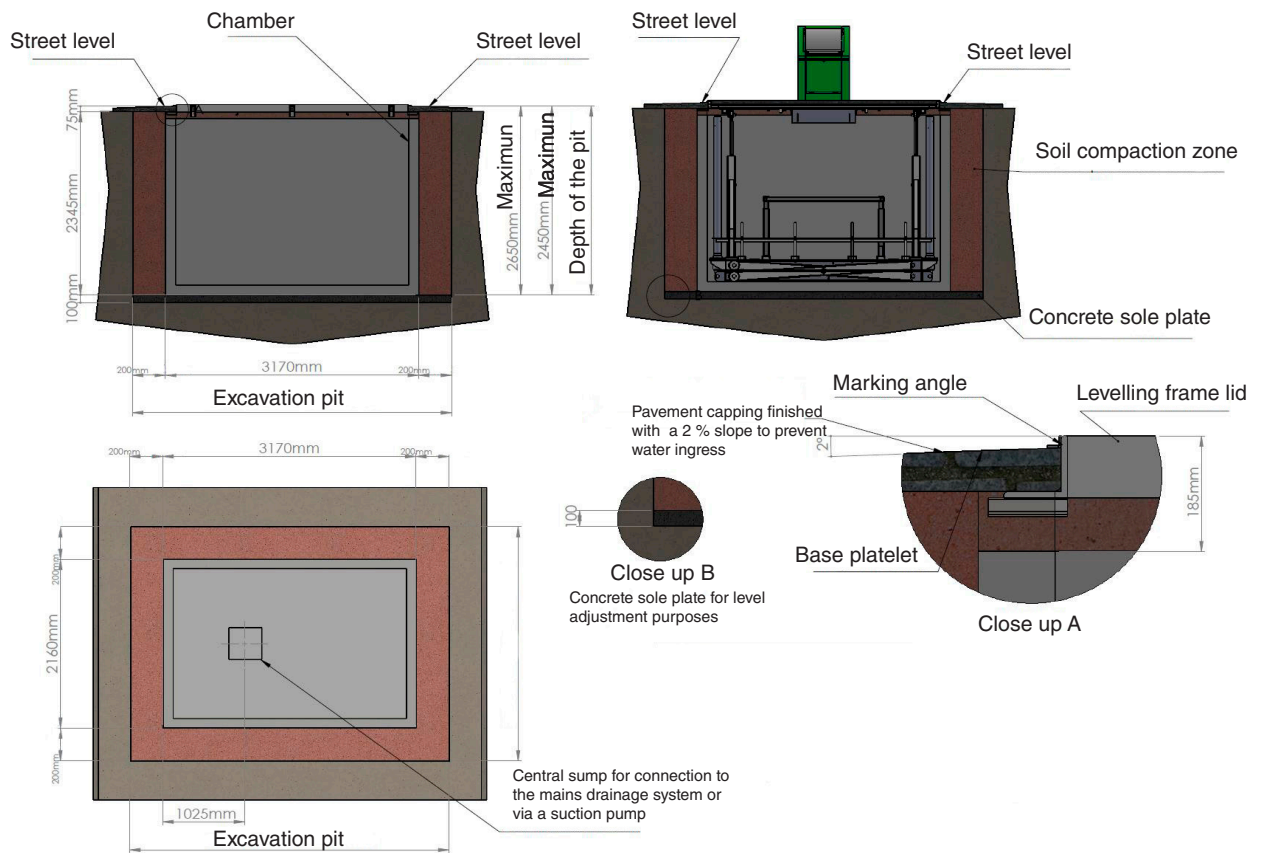 Chamber
Street level
Street level
75mm
2345mm
100mm
Maximun
2650mm
Maximun
2450mm
Depth of the pit
200mm
3170mm
200mm
Excavation pit
Street level
Street level
Soil compaction zone
Concrete sole plate
200mm
3170mm
200mm
200mm
2160mm
200mm
1025mm
Excavation pit
Central sump for connection to
the mains drainage system or
via a suction pump
Pavement capping finished
with a 2 % slope to prevent
water ingress
100
Close up B
Concrete sole plate for level
adjustment purposes
Marking angle
Levelling frame lid
2°
185mm
Base platelet
Close up A